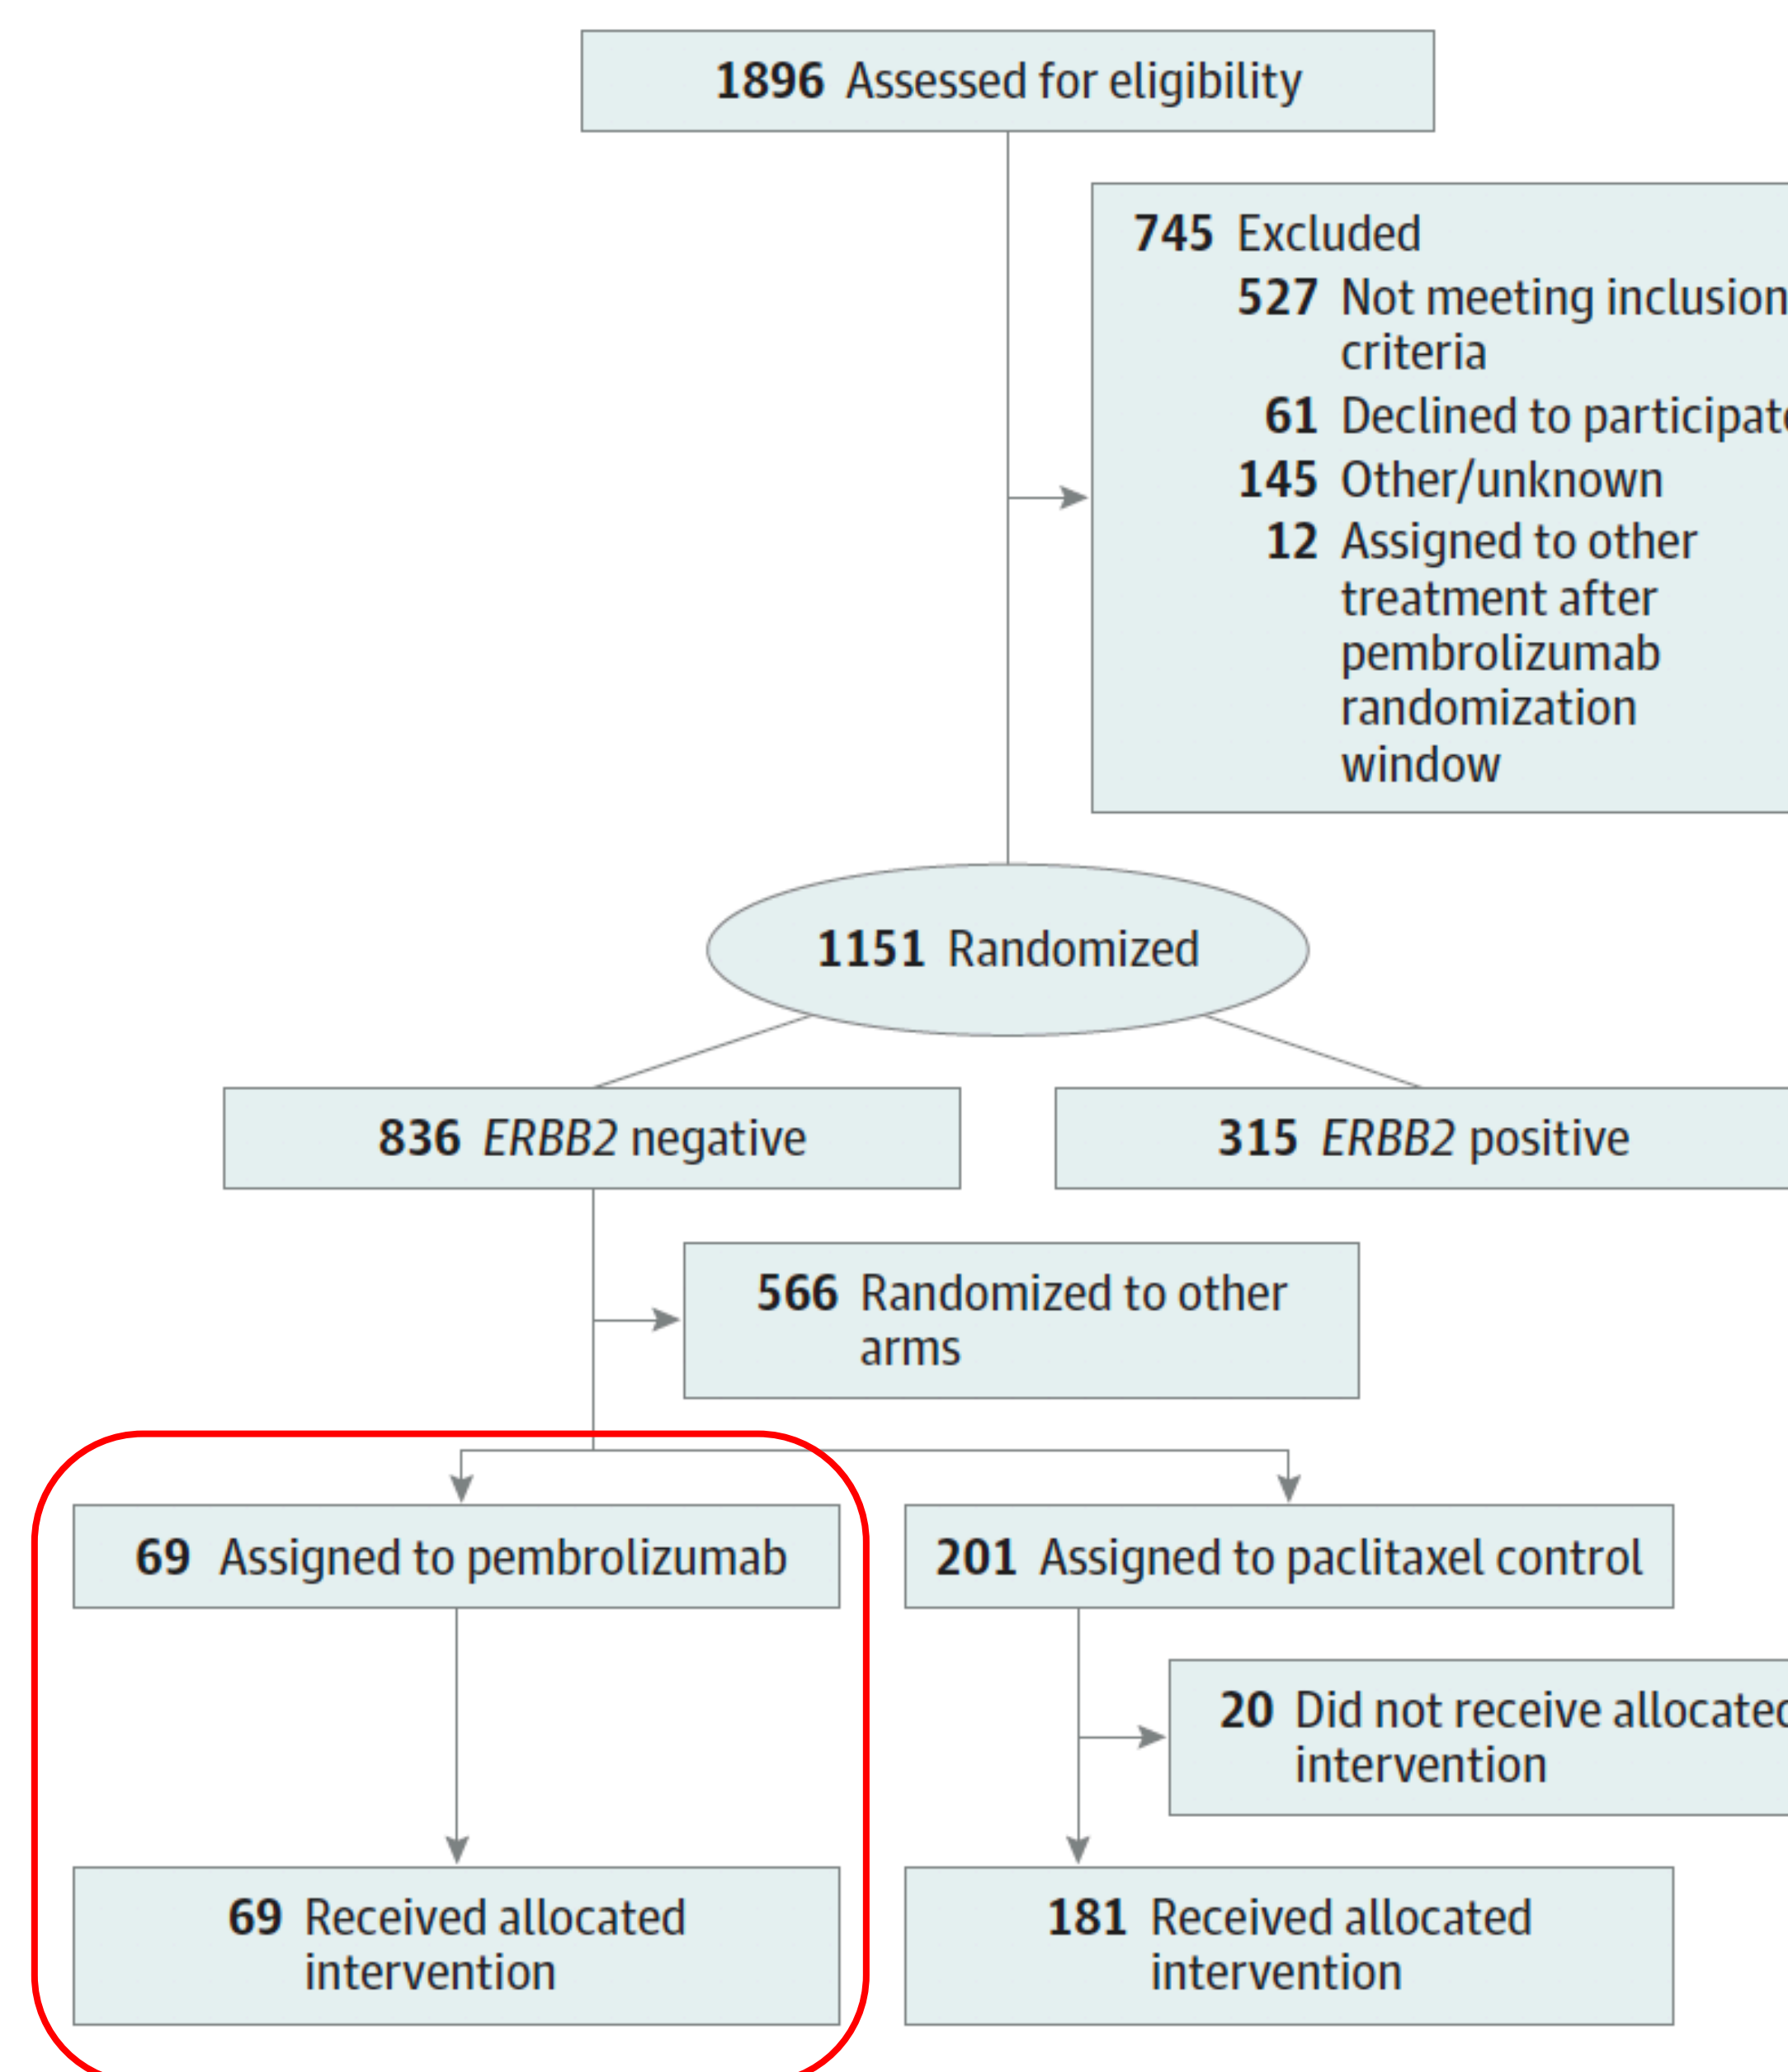 1896 Assessed for eligibility
745 Excluded
527 Not meeting inclusion
criteria
61 Declined to participate
145 Other/unknown
12 Assigned to other
treatment after
pembrolizumab
randomization
window
1151 Randomized
836 ERBB2 negative
315 ERBB2 positive
566 Randomized to other
arms
69 Assigned to pembrolizumab
201 Assigned to paclitaxel control
20 Did not receive allocated
intervention
69 Received allocated
intervention
181 Received allocated
intervention